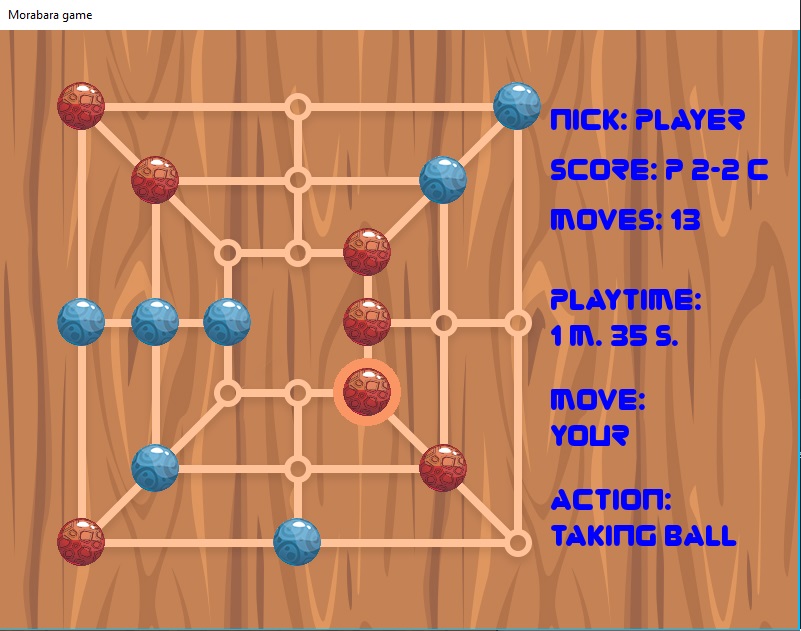 Morabara game
NICK: PLAYER
SCORE: P 2-2 C
MOVES: 13
PLAYTIME:
1 M. 35 S.
MOVE:
YOUR
ACTION:
TAKING BALL